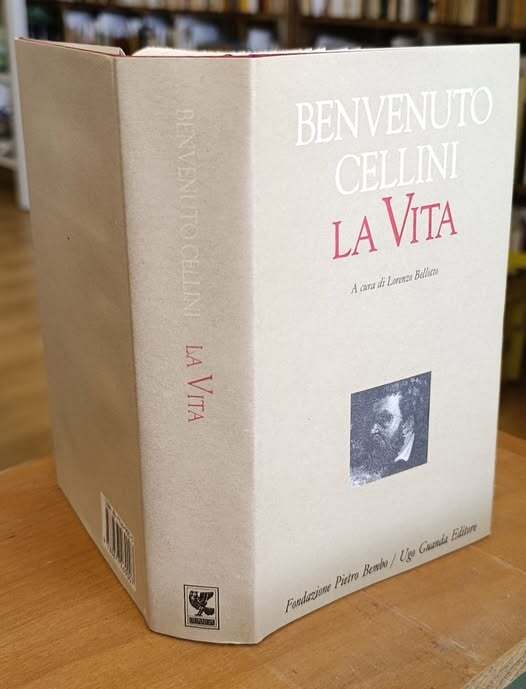 BENVENUTO
CELLINI
LA VITA
A cura di Lorenzo Bellotto
Fondazione Pietro Bembo / Ugo Guanda Editore
BENVENUTO CELLINI LA VITA